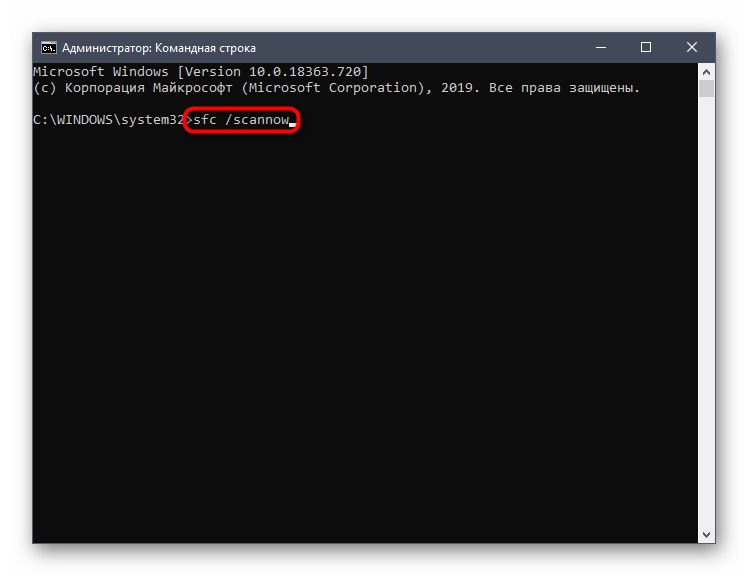 Администратор: Командная строка
Microsoft Windows [Version 10.0.18363.720]
(c) Корпорация Майкрософт (Microsoft Corporation), 2019. Все права защищены.
C:\WINDOWS\system32>sfc /scannow